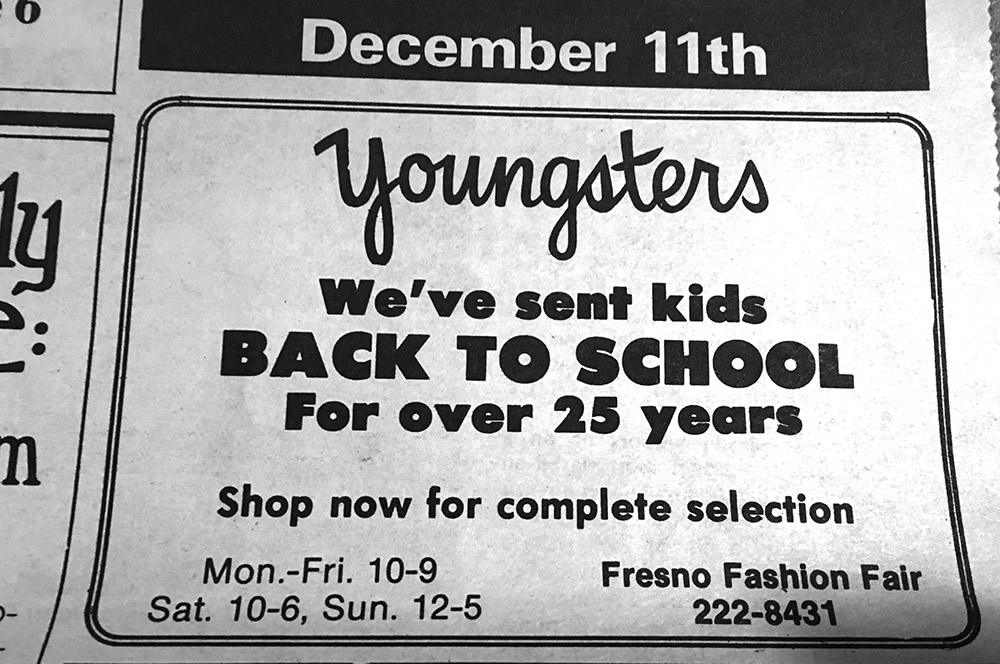 December 11th
Youngsters
We've sent kids
BACK TO SCHOOL
For over 25 years
Shop now for complete selection
Mon.-Fri. 10-9
Sat. 10-6, Sun. 12-5
Fresno Fashion Fair
222-8431